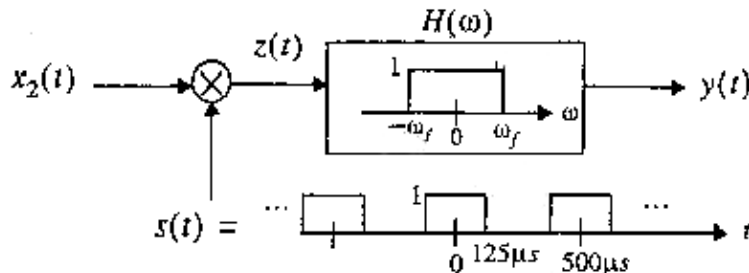 H(ω)
z(t)
x₂(t)
1
y(t)
−ω_f
0
ω_f
ω
s(t) =
...
1
...
t
0
125μs
500μs